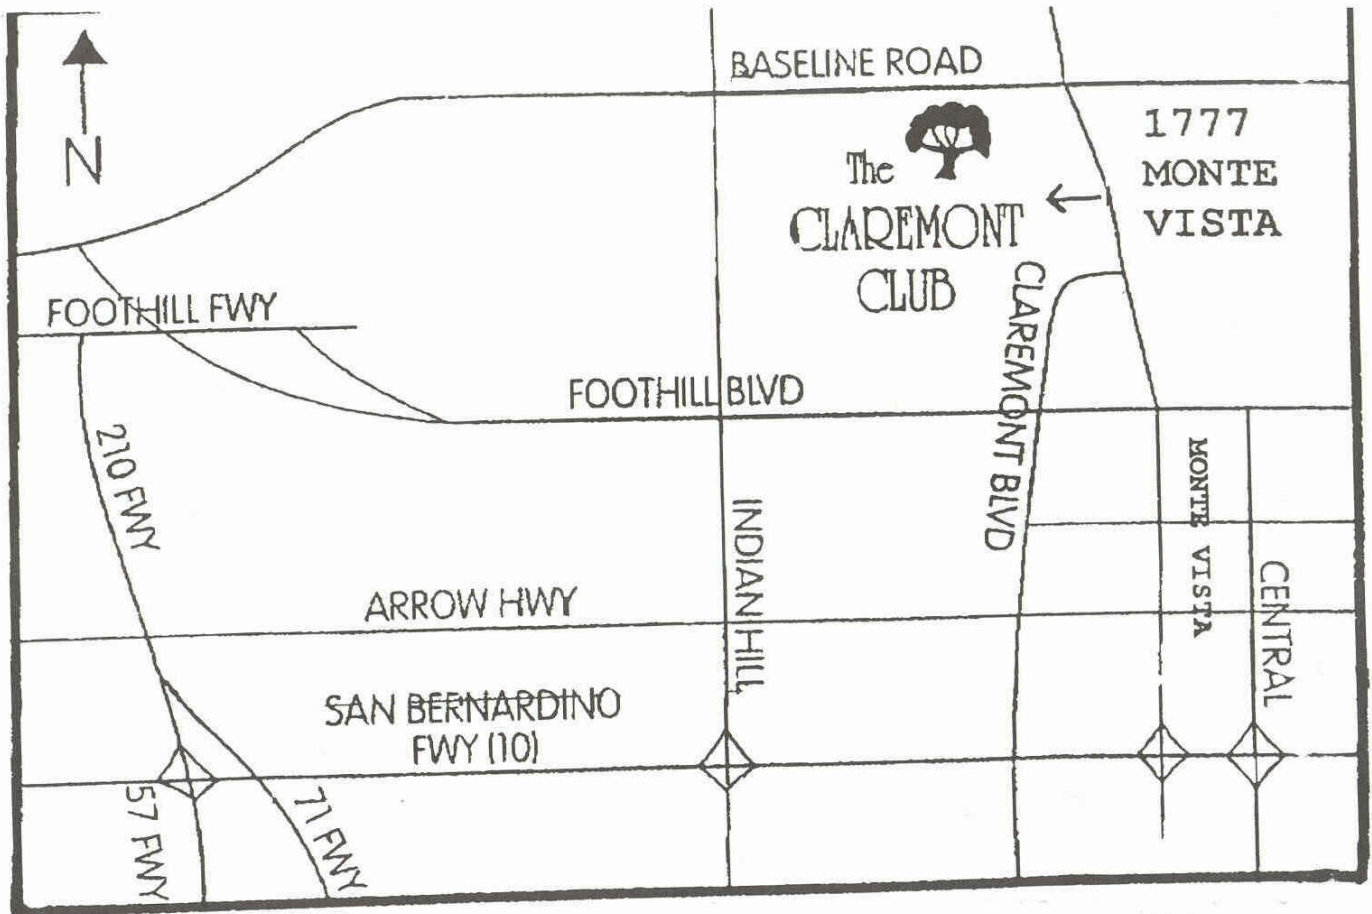 BASELINE ROAD
1777
MONTE
VISTA
The
CLAREMONT
CLUB
N
FOOTHILL FWY
CLAREMONT BLVD
FOOTHILL BLVD
210 FWY
MONTE VISTA
INDIAN HILL
CENTRAL
ARROW HWY
SAN BERNARDINO
FWY (10)
57 FWY
71 FWY